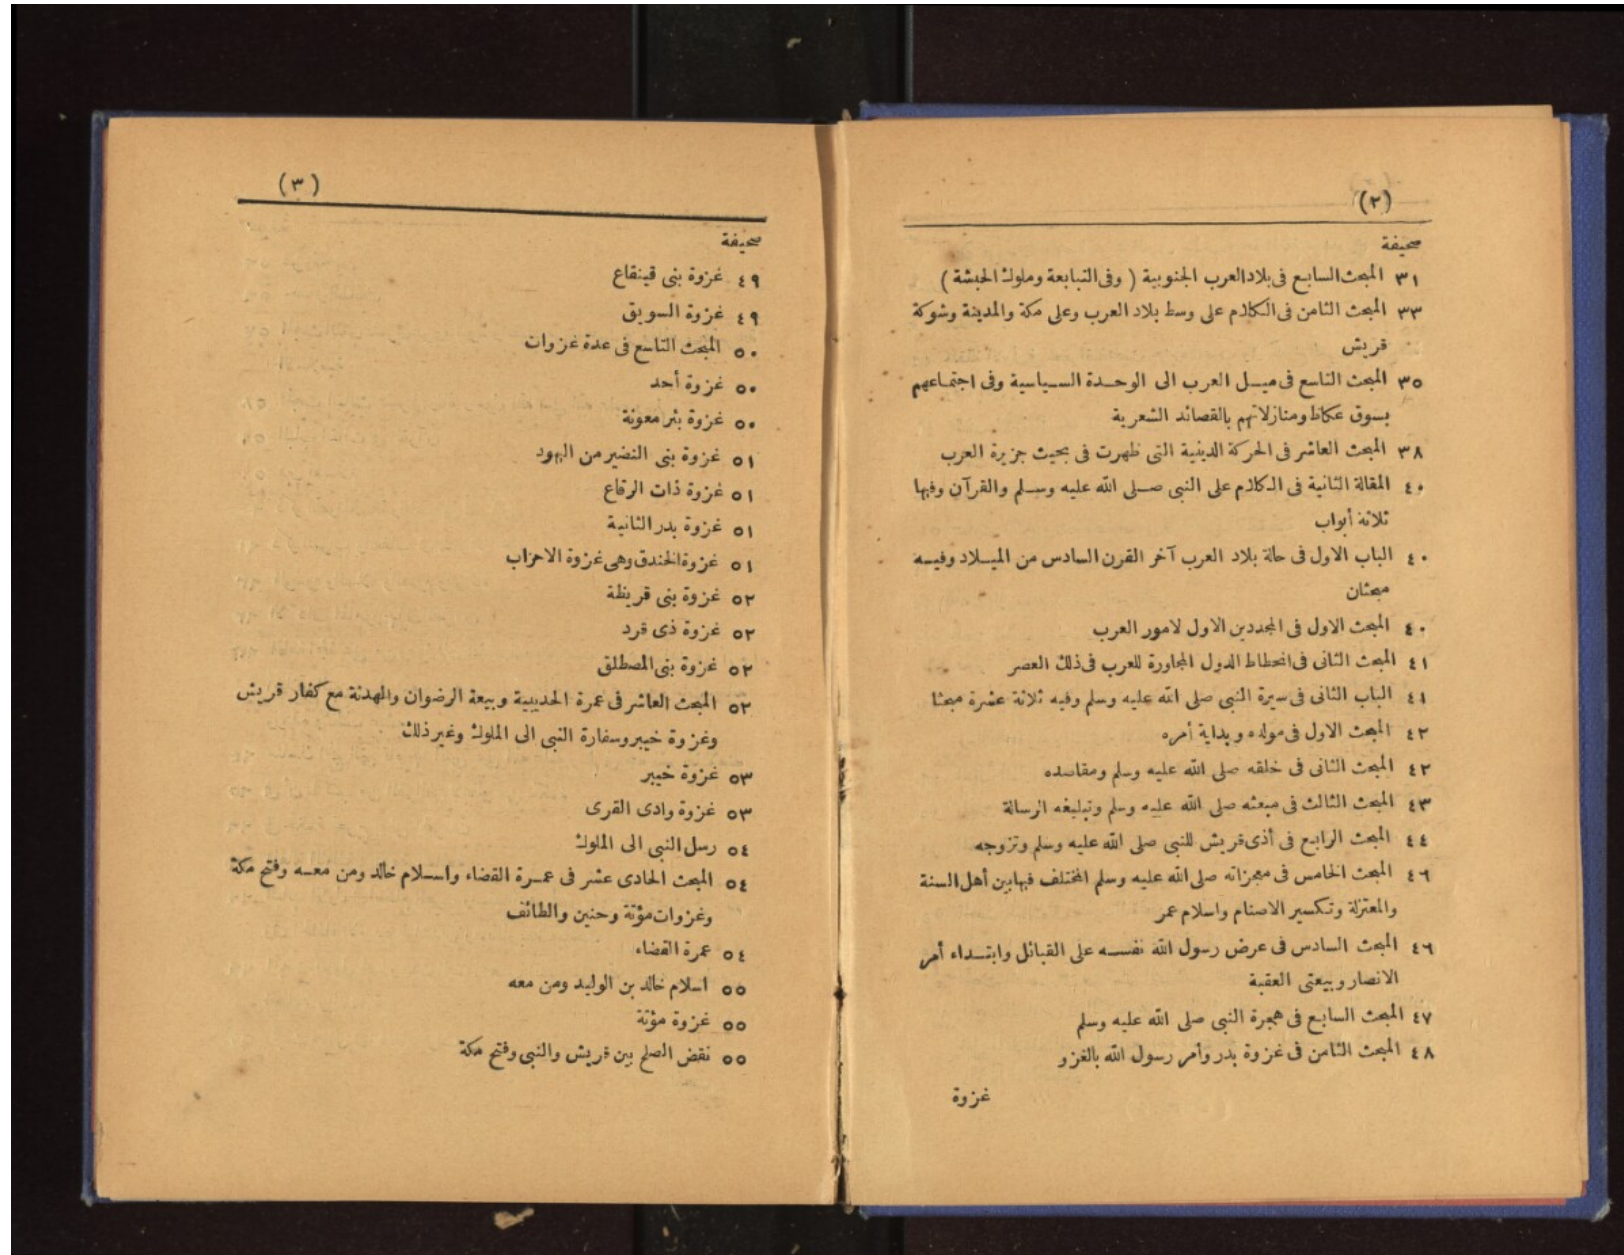 (٢)
صحيفة
٣١ المبحث السابع فى بلاد العرب الجنوبية ( وفى التبابعة وملوك الحبشة )
٣٣ المبحث الثامن فى الكلام على وسط بلاد العرب وعلى مكة والمدينة وشوكة
قريش
٣٥ المبحث التاسع فى ميل العرب الى الوحدة السياسية وفى اجتماعهم
بسوق عكاظ ومنازلاتهم بالقصائد الشعرية
٣٨ المبحث العاشر فى الحركة الدينية التى ظهرت فى بحيث جزيرة العرب
٤٠ المقالة الثانية فى الكلام على النبى صلى الله عليه وسلم والقرآن وفيها
ثلاثة أبواب
٤٠ الباب الاول فى حالة بلاد العرب آخر القرن السادس من الميلاد وفيه
مبحثان
٤٠ المبحث الاول فى المجددين الاول لامور العرب
٤١ المبحث الثانى فى انحطاط الدول المجاورة للعرب فى ذلك العصر
٤١ الباب الثانى فى سيرة النبى صلى الله عليه وسلم وفيه ثلاثة عشرة مبحثا
٤٢ المبحث الاول فى مولده وبداية أمره
٤٢ المبحث الثانى فى خلقه صلى الله عليه وسلم ومقاصده
٤٣ المبحث الثالث فى مبعثه صلى الله عليه وسلم وتبليغه الرسالة
٤٤ المبحث الرابع فى أذى قريش للنبى صلى الله عليه وسلم وتزوجه
٤٦ المبحث الخامس فى معجزاته صلى الله عليه وسلم المختلف فيها بين أهل السنة
والمعتزلة وتكسير الاصنام واسلام عمر
٤٦ المبحث السادس فى عرض رسول الله نفسه على القبائل وابتداء أمر
الانصار وبيعتى العقبة
٤٧ المبحث السابع فى هجرة النبى صلى الله عليه وسلم
٤٨ المبحث الثامن فى غزوة بدر وأمر رسول الله بالغزو
غزوة
(٣)
صحيفة
٤٩ غزوة بنى قينقاع
٤٩ غزوة السويق
٥٠ المبحث التاسع فى عدة غزوات
٥٠ غزوة أحد
٥٠ غزوة بئر معونة
٥١ غزوة بنى النضير من اليهود
٥١ غزوة ذات الرقاع
٥١ غزوة بدر الثانية
٥١ غزوة الخندق وهى غزوة الاحزاب
٥٢ غزوة بنى قريظة
٥٢ غزوة ذى قرد
٥٢ غزوة بنى المصطلق
٥٢ المبحث العاشر فى عمرة الحديبية وبيعة الرضوان والهدنة مع كفار قريش
وغزوة خيبر وسفارة النبى الى الملوك وغير ذلك
٥٣ غزوة خيبر
٥٣ غزوة وادى القرى
٥٤ رسل النبى الى الملوك
٥٤ المبحث الحادى عشر فى عمرة القضاء واسلام خالد ومن معه وفتح مكة
وغزوات مؤتة وحنين والطائف
٥٤ عمرة القضاء
٥٥ اسلام خالد بن الوليد ومن معه
٥٥ غزوة مؤتة
٥٥ نقض الصلح بين قريش والنبى وفتح مكة